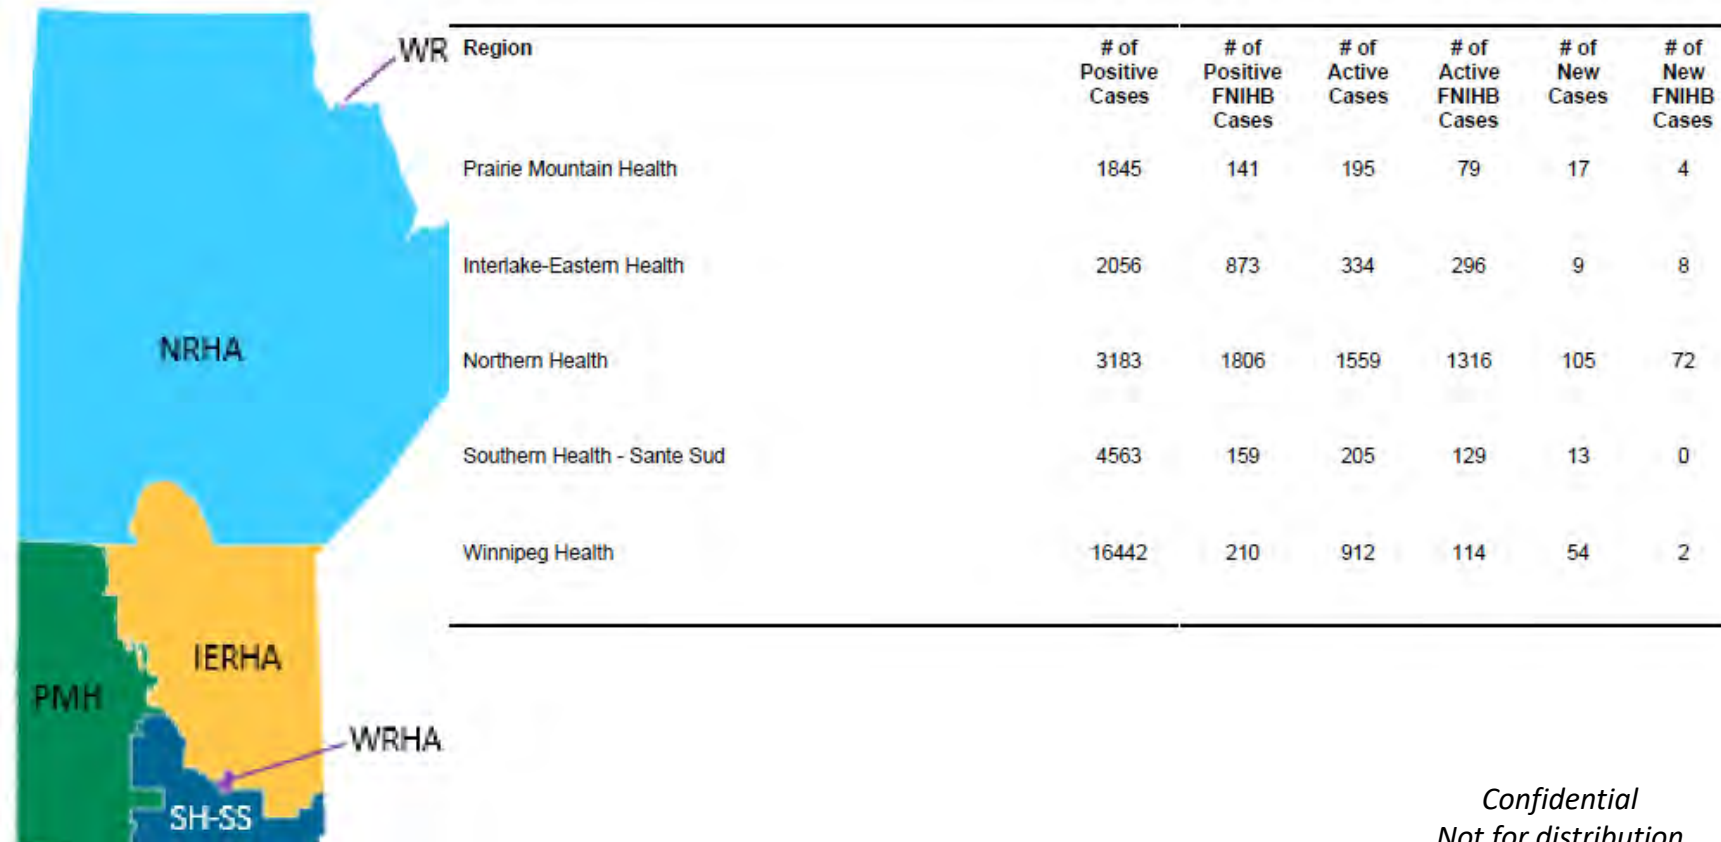 WR
Region # of Positive Cases # of Positive FNIHB Cases # of Active Cases # of Active FNIHB Cases # of New Cases # of New FNIHB Cases
Prairie Mountain Health 1845 141 195 79 17 4
Interlake-Eastern Health 2056 873 334 296 9 8
Northern Health 3183 1806 1559 1316 105 72
Southern Health - Sante Sud 4563 159 205 129 13 0
Winnipeg Health 16442 210 912 114 54 2
NRHA
IERHA
PMH
WRHA
SH-SS
Confidential
Not for distribution